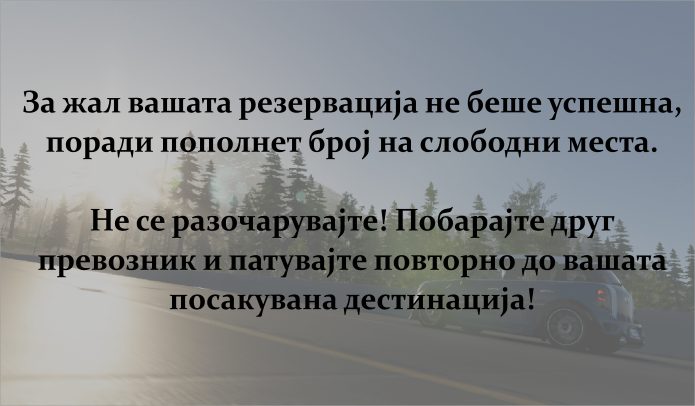 За жал вашата резервација не беше успешна,
поради пополнет број на слободни места.
Не се разочарувајте! Побарајте друг
превозник и патувајте повторно до вашата
посакувана дестинација!